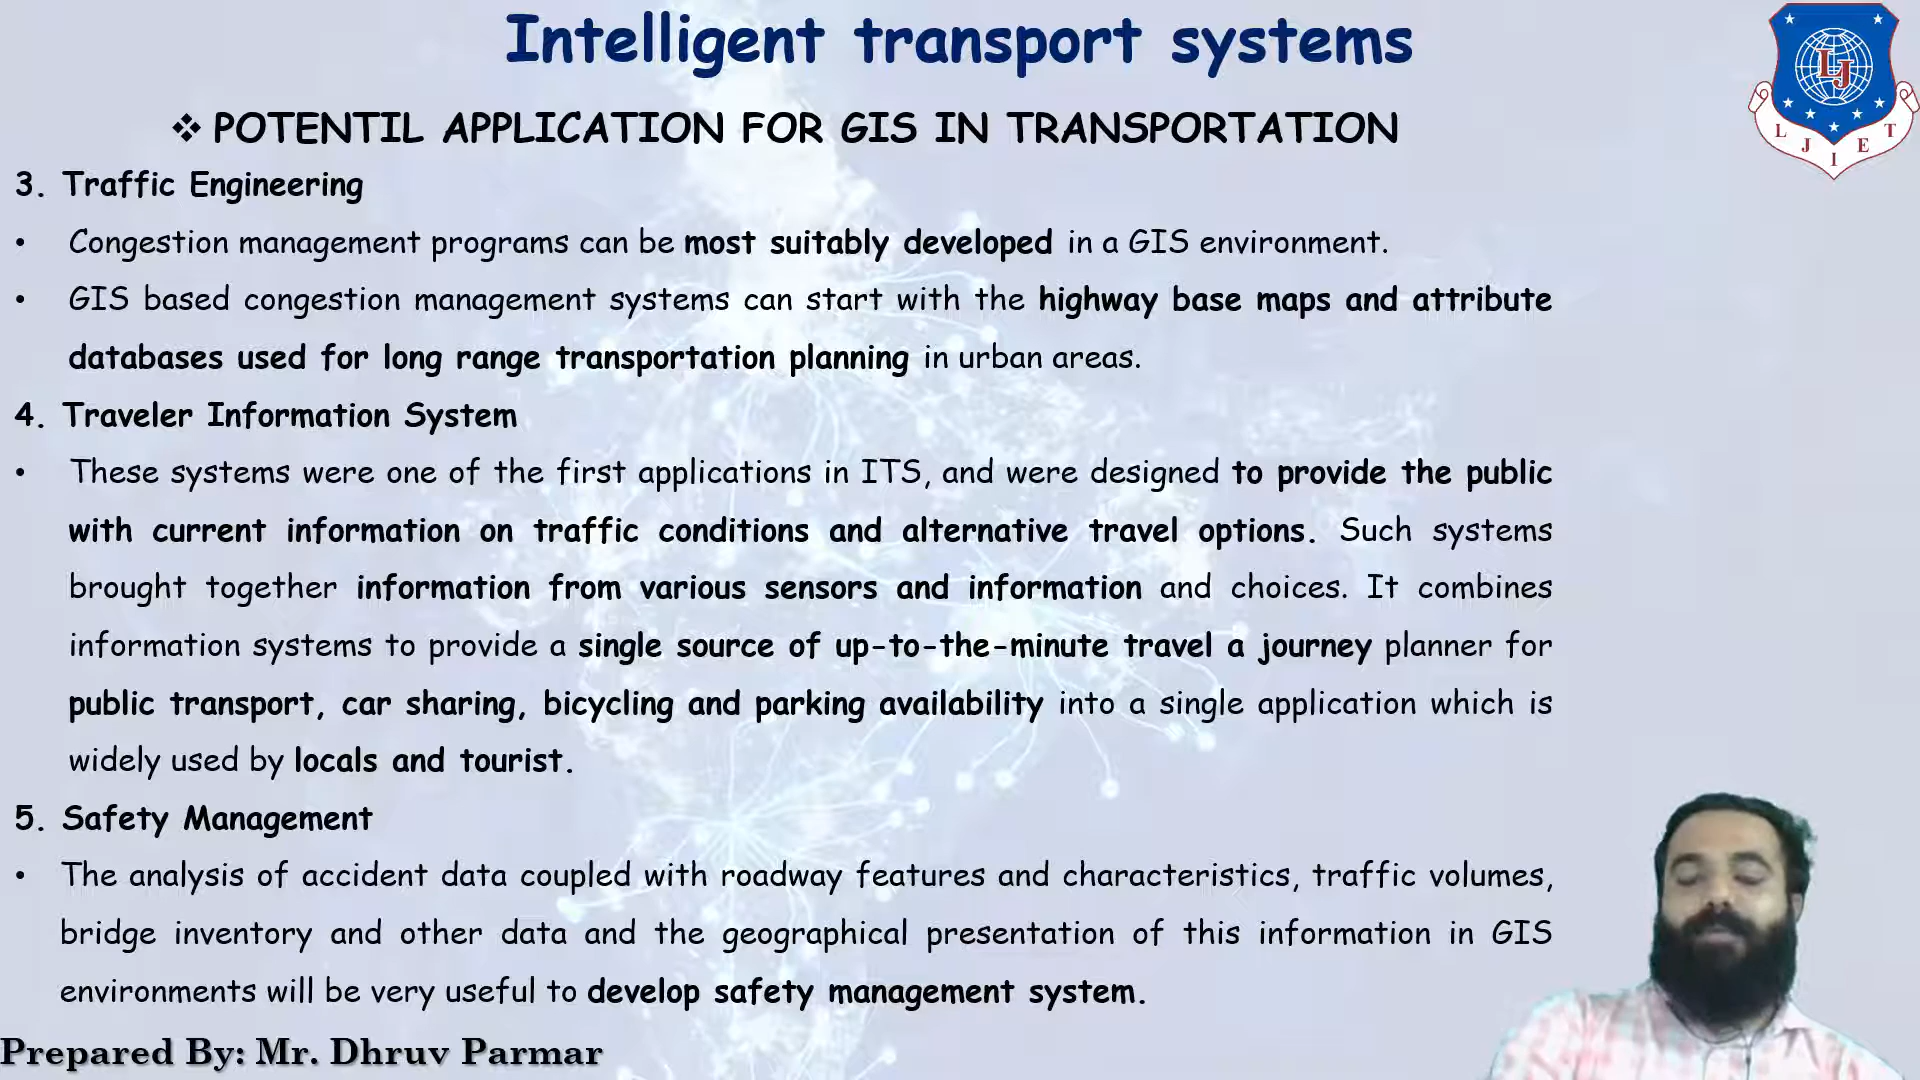 Intelligent transport systems
❖ POTENTIL APPLICATION FOR GIS IN TRANSPORTATION
3. Traffic Engineering
• Congestion management programs can be most suitably developed in a GIS environment.
• GIS based congestion management systems can start with the highway base maps and attribute
databases used for long range transportation planning in urban areas.
4. Traveler Information System
• These systems were one of the first applications in ITS, and were designed to provide the public
with current information on traffic conditions and alternative travel options. Such systems
brought together information from various sensors and information and choices. It combines
information systems to provide a single source of up-to-the-minute travel a journey planner for
public transport, car sharing, bicycling and parking availability into a single application which is
widely used by locals and tourist.
5. Safety Management
• The analysis of accident data coupled with roadway features and characteristics, traffic volumes,
bridge inventory and other data and the geographical presentation of this information in GIS
environments will be very useful to develop safety management system.
Prepared By: Mr. Dhruv Parmar
LJ
L J I E T